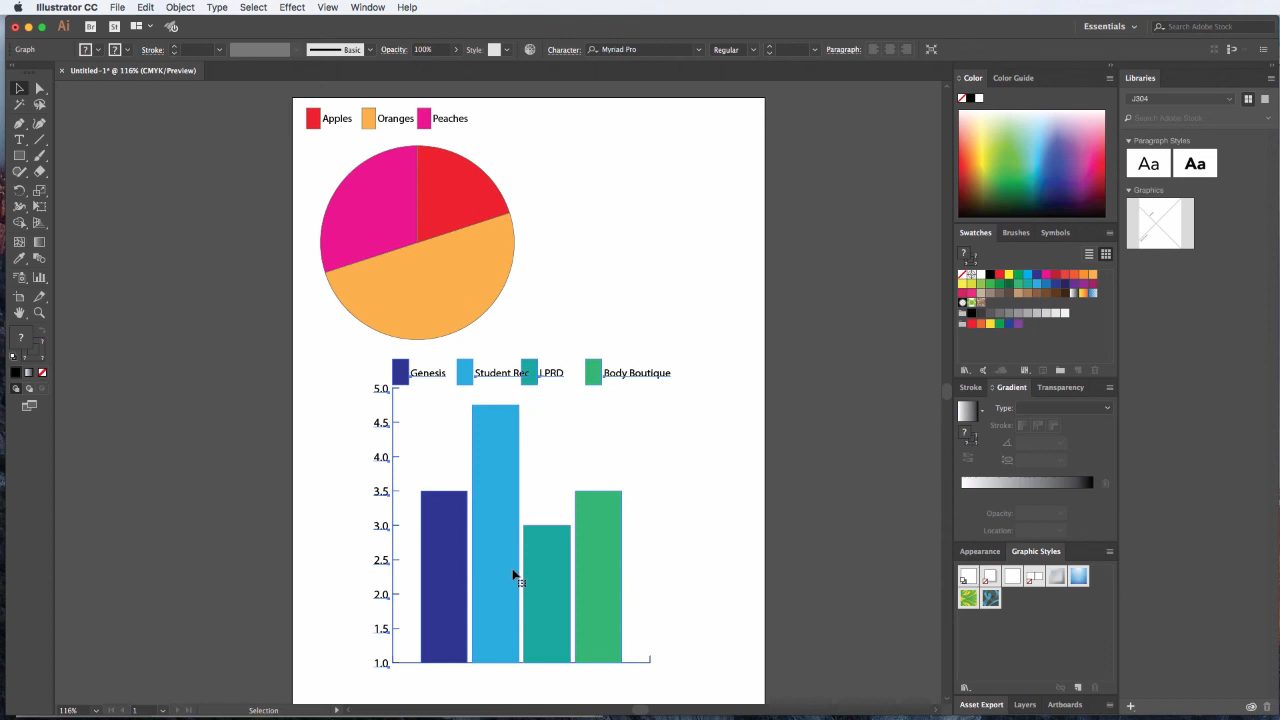 Illustrator CC File Edit Object Type Select Effect View Window Help
Ai Br St Essentials Search Adobe Stock
Graph ? ? Stroke: Basic Opacity: 100% Style Character: Myriad Pro Regular Paragraph:
× Untitled-1* @ 116% (CMYK/Preview)
Color Color Guide
Libraries
J304
Search Adobe Stock
Paragraph Styles
Aa Aa
Graphics
Apples Oranges Peaches
Swatches Brushes Symbols
?
Genesis Student Rec LPRD Body Boutique
5.0
4.5
4.0
3.5
3.0
2.5
2.0
1.5
1.0
Stroke Gradient Transparency
Type:
Stroke:
Opacity:
Location:
Appearance Graphic Styles
Asset Export Layers Artboards
116% 1 Selection